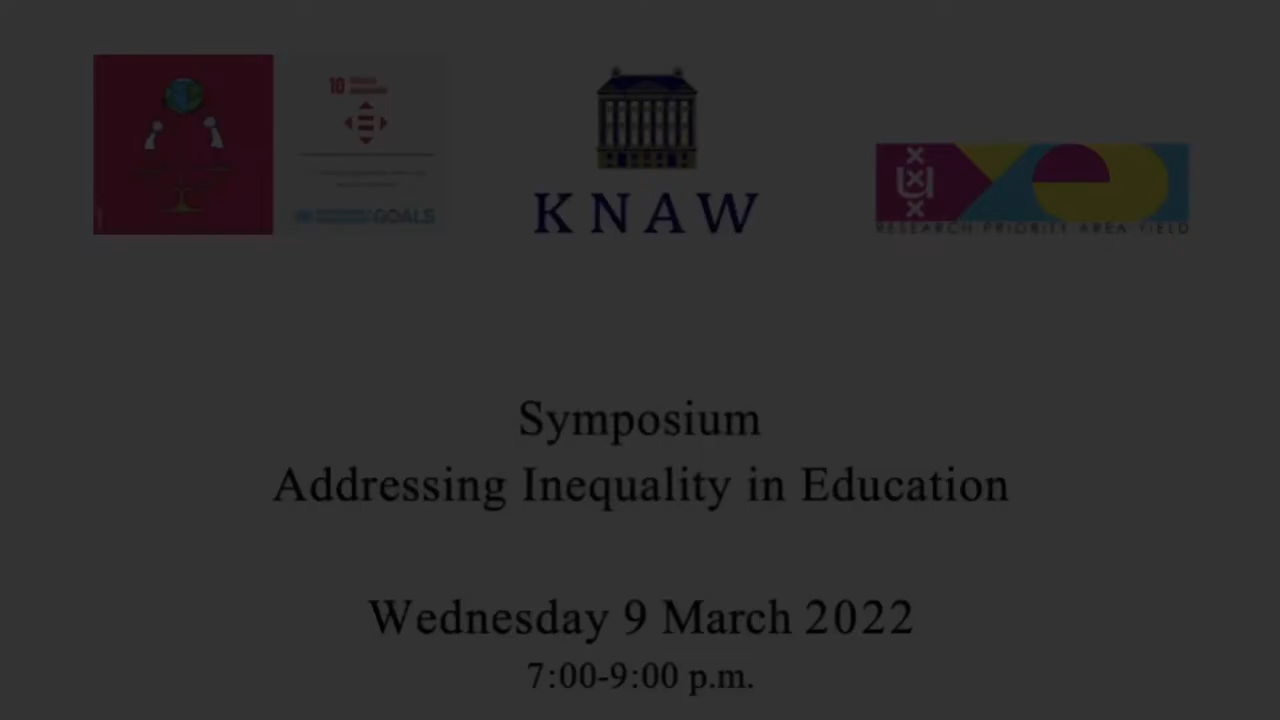 10
GOALS
KNAW
U
RESEARCH PRIORITY AREA YIELD
Symposium
Addressing Inequality in Education
Wednesday 9 March 2022
7:00-9:00 p.m.